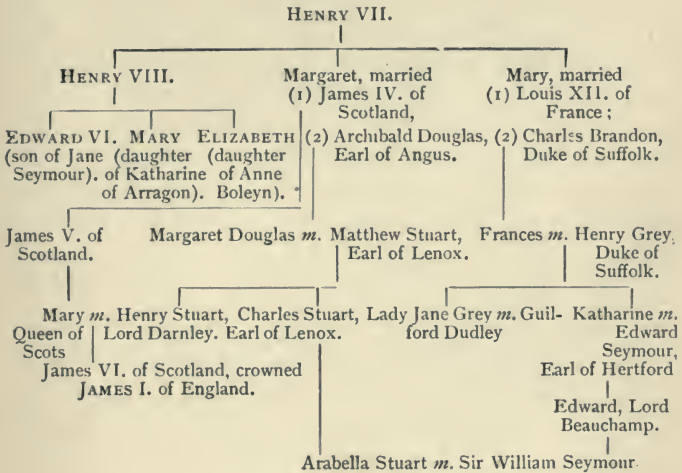 HENRY VII.
HENRY VIII.
Margaret, married
(1) James IV. of
Scotland,
(2) Archibald Douglas,
Earl of Angus.
Mary, married
(1) Louis XII. of
France;
(2) Charles Brandon,
Duke of Suffolk.
EDWARD VI.
(son of Jane
Seymour).
MARY
(daughter
of Katharine
of Arragon).
ELIZABETH
(daughter
of Anne
Boleyn).
James V. of
Scotland.
Margaret Douglas m. Matthew Stuart,
Earl of Lenox.
Frances m. Henry Grey,
Duke of
Suffolk.
Mary m. Henry Stuart,
Queen of
Scots
Lord Darnley.
Charles Stuart,
Earl of Lenox.
Lady Jane Grey m. Guil-
ford Dudley
Katharine m.
Edward
Seymour,
Earl of Hertford
James VI. of Scotland, crowned
JAMES I. of England.
Edward, Lord
Beauchamp.
Arabella Stuart m. Sir William Seymour